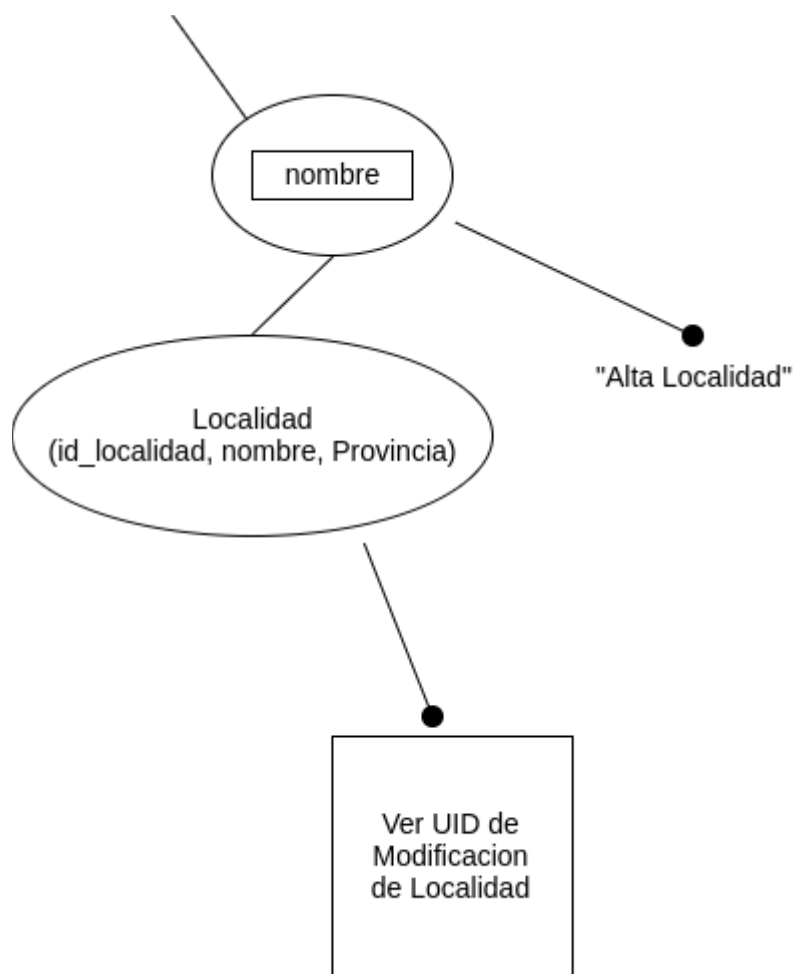 nombre
"Alta Localidad"
Localidad
(id_localidad, nombre, Provincia)
Ver UID de
Modificacion
de Localidad